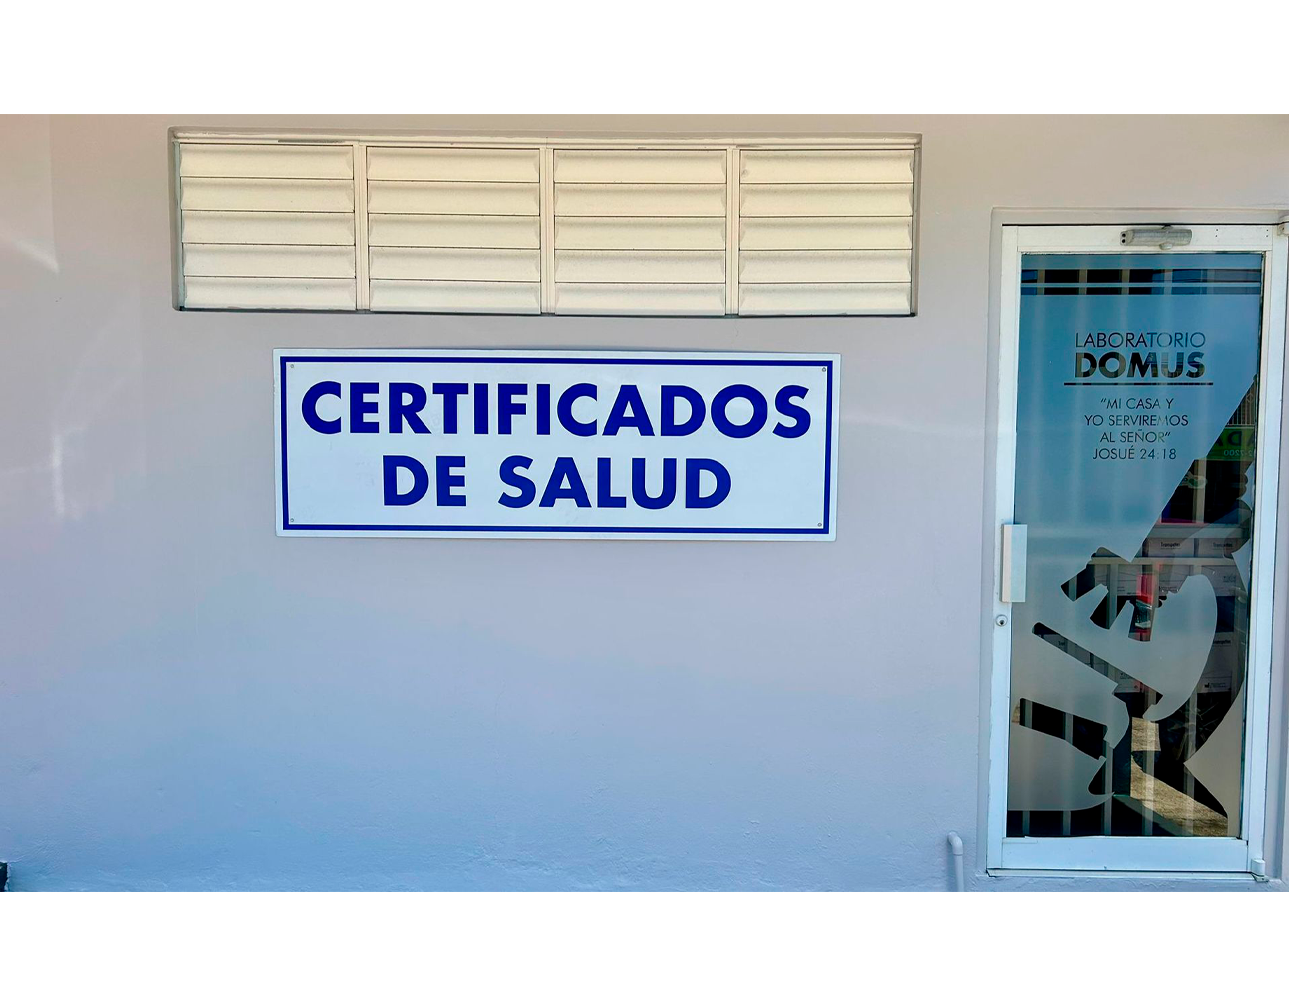 CERTIFICADOS
DE SALUD
LABORATORIO
DOMUS
"MI CASA Y
YO SERVIREMOS
AL SEÑOR"
JOSUÉ 24:18